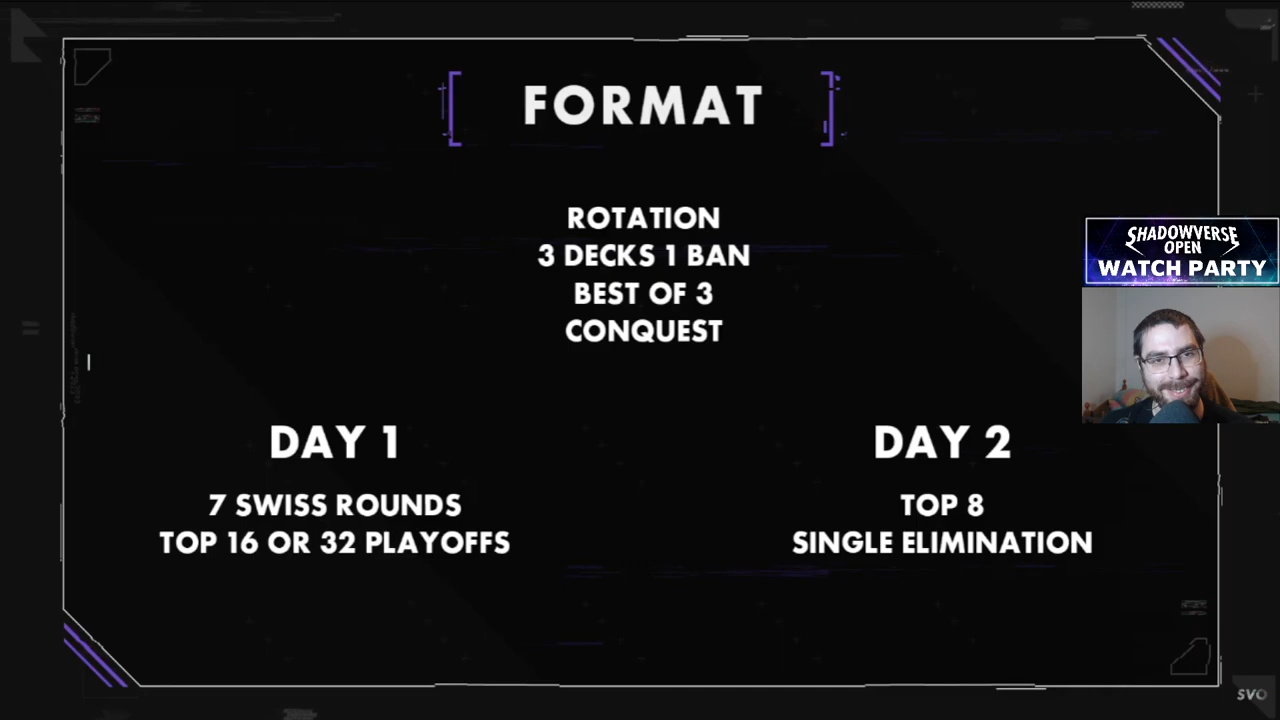 FORMAT
ROTATION
3 DECKS 1 BAN
BEST OF 3
CONQUEST
SHADOWVERSE
OPEN
WATCH PARTY
DAY 1
7 SWISS ROUNDS
TOP 16 OR 32 PLAYOFFS
DAY 2
TOP 8
SINGLE ELIMINATION
SVO